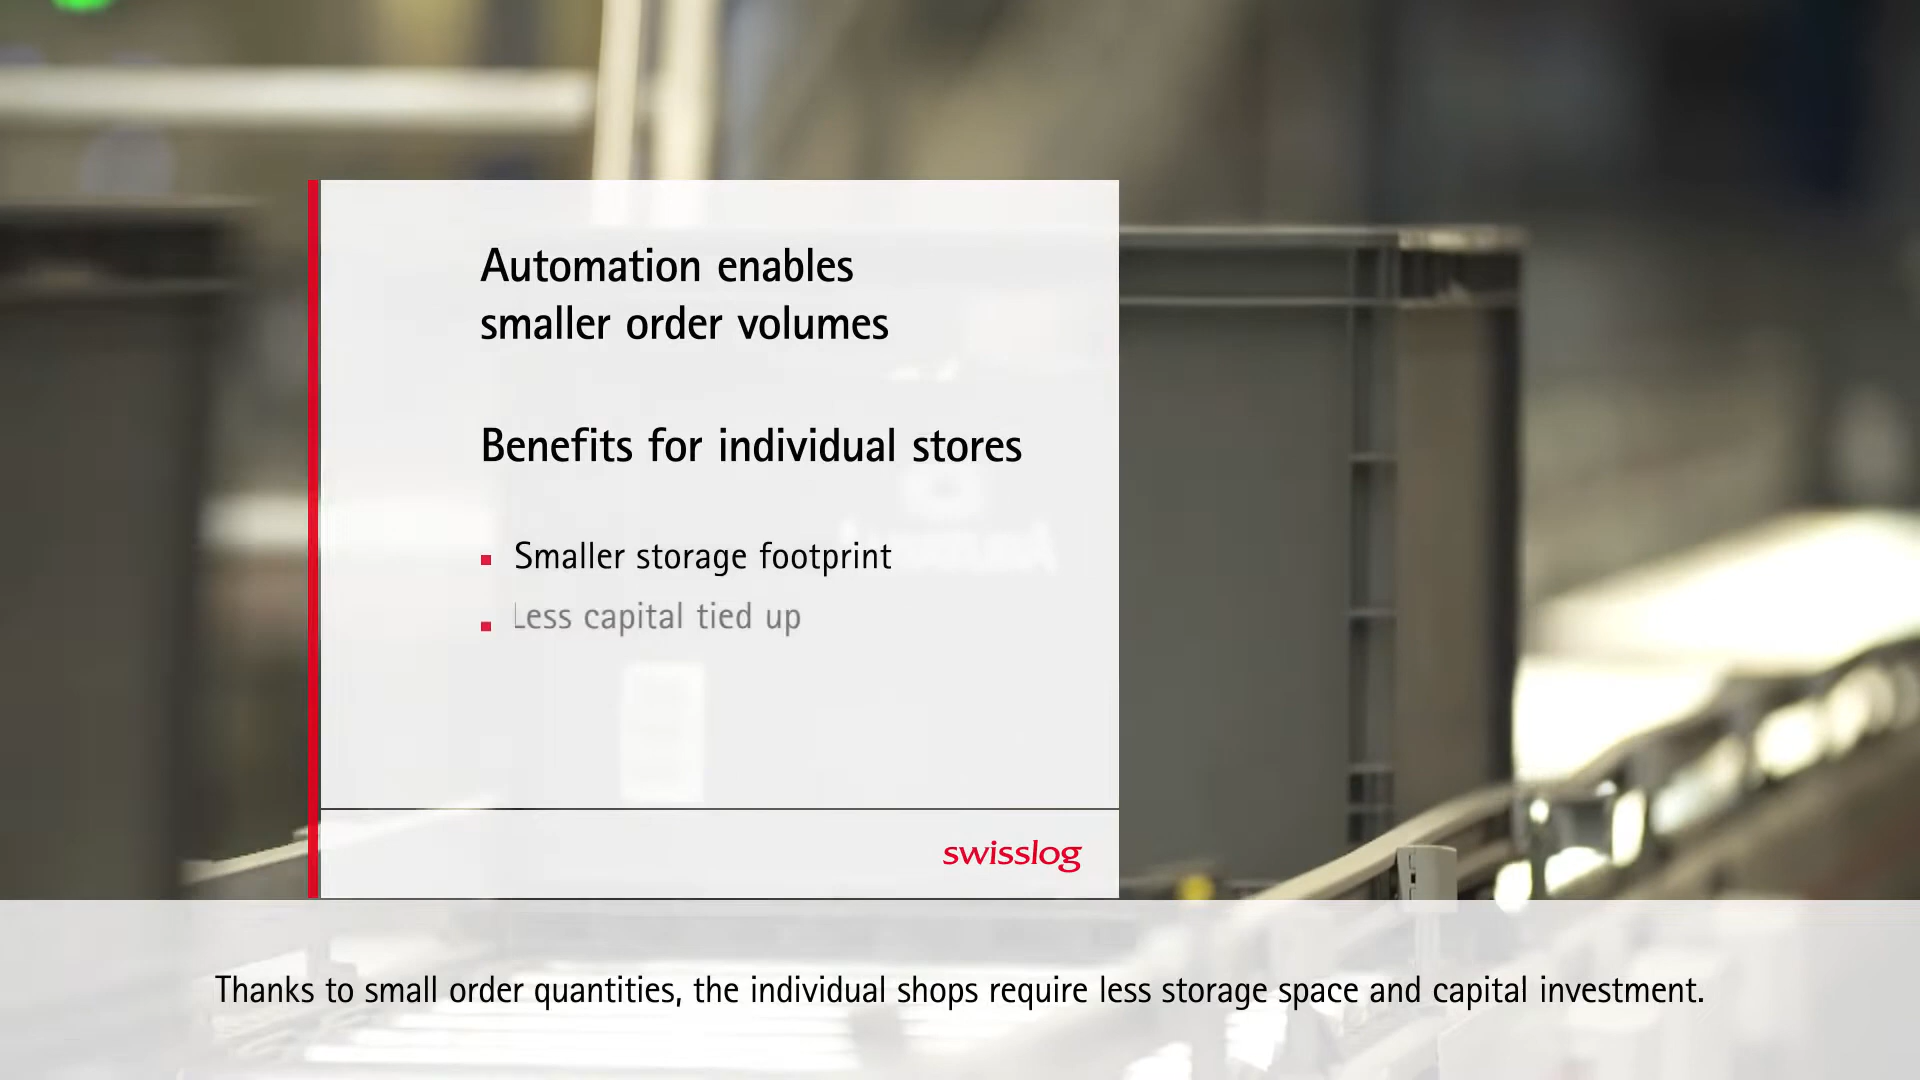 Automation enables
smaller order volumes
Benefits for individual stores
Smaller storage footprint
Less capital tied up
swisslog
Thanks to small order quantities, the individual shops require less storage space and capital investment.